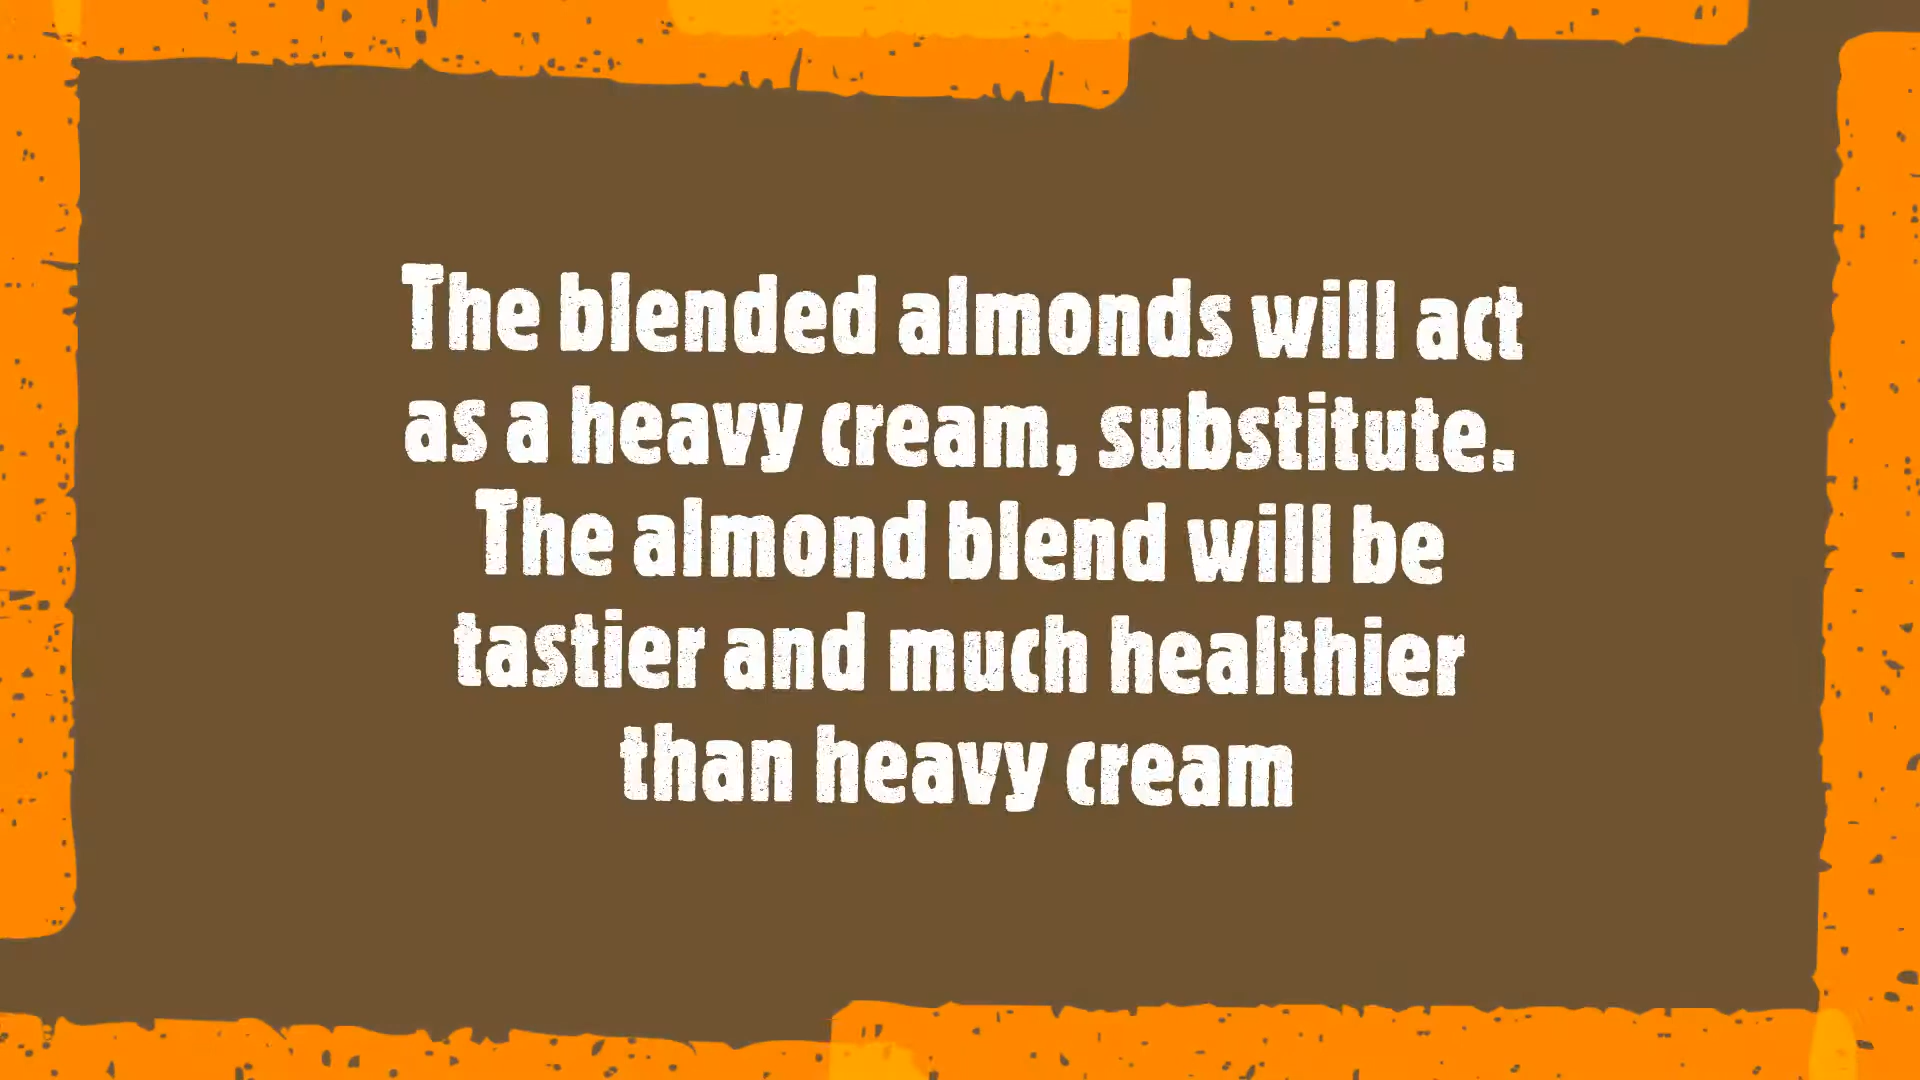 The blended almonds will act
as a heavy cream, substitute.
The almond blend will be
tastier and much healthier
than heavy cream